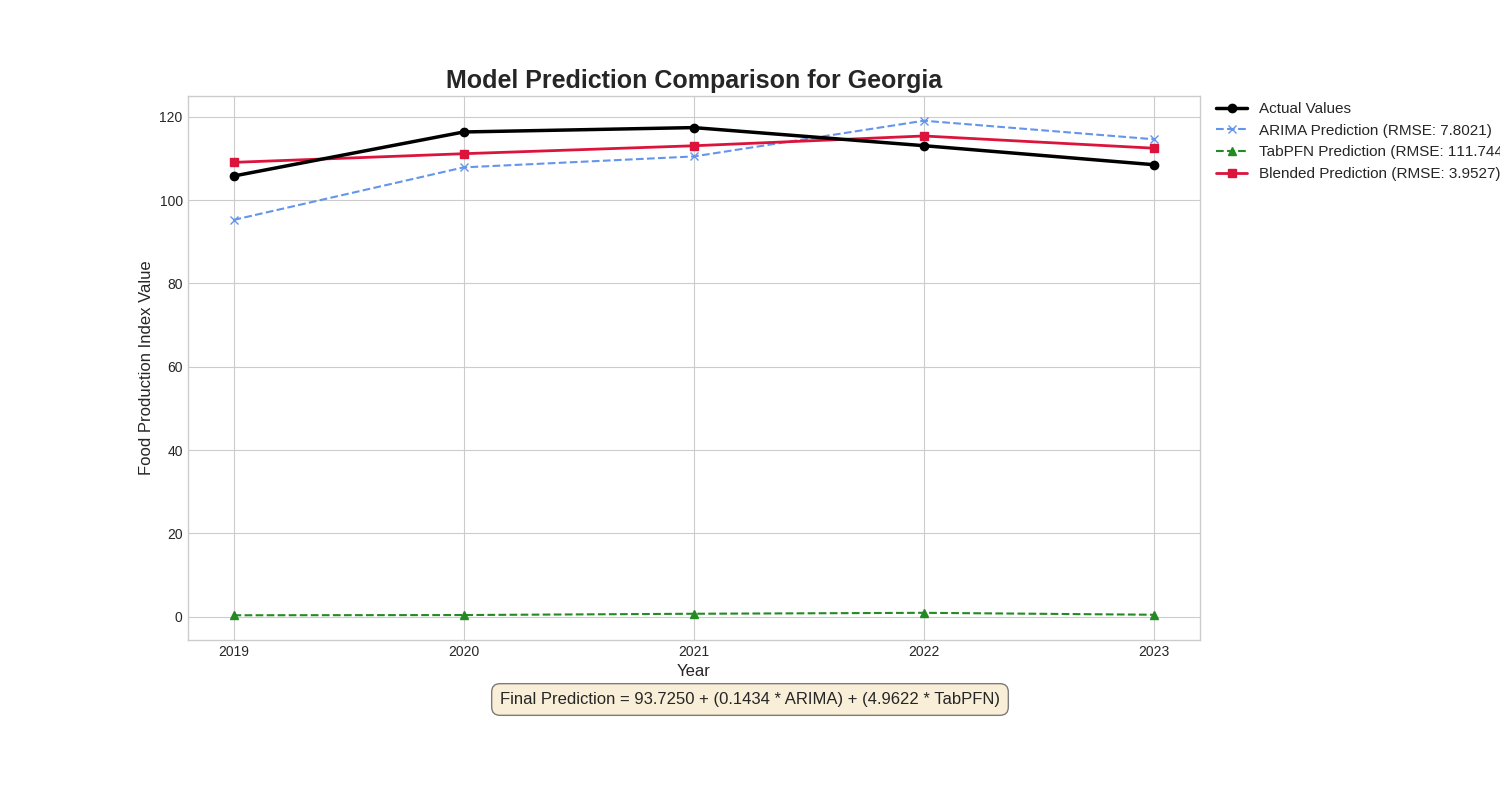 Model Prediction Comparison for Georgia
Actual Values
ARIMA Prediction (RMSE: 7.8021)
TabPFN Prediction (RMSE: 111.744
Blended Prediction (RMSE: 3.9527)
Food Production Index Value
120
100
80
60
40
20
0
2019 2020 2021 2022 2023
Year
Final Prediction = 93.7250 + (0.1434 * ARIMA) + (4.9622 * TabPFN)